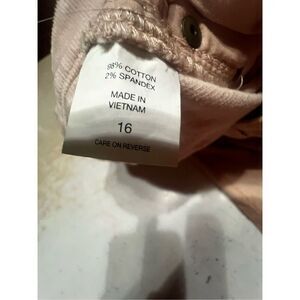 98% COTTON
2% SPANDEX
MADE IN
VIETNAM
16
CARE ON REVERSE